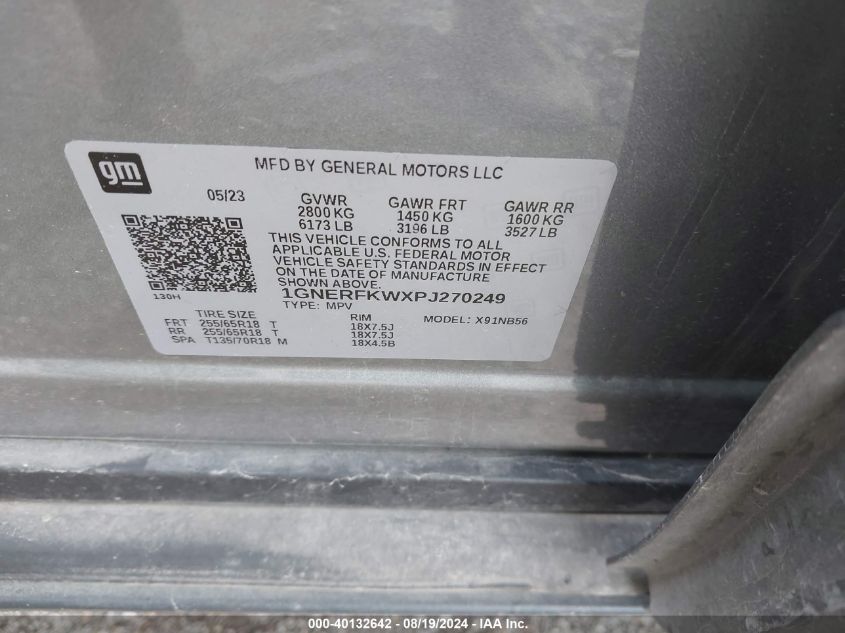 gm
MFD BY GENERAL MOTORS LLC
05/23
GVWR GAWR FRT GAWR RR
2800 KG 1450 KG 1600 KG
6173 LB 3196 LB 3527 LB
THIS VEHICLE CONFORMS TO ALL
APPLICABLE U.S. FEDERAL MOTOR
VEHICLE SAFETY STANDARDS IN EFFECT
ON THE DATE OF MANUFACTURE
SHOWN ABOVE.
130H
1GNERFKWXPJ270249
TYPE: MPV MODEL: X91NB56
TIRE SIZE RIM
FRT 255/65R18 T 18X7.5J
RR 255/65R18 T 18X7.5J
SPA T135/70R18 M 18X4.5B
000-40132642 - 08/19/2024 - IAA Inc.